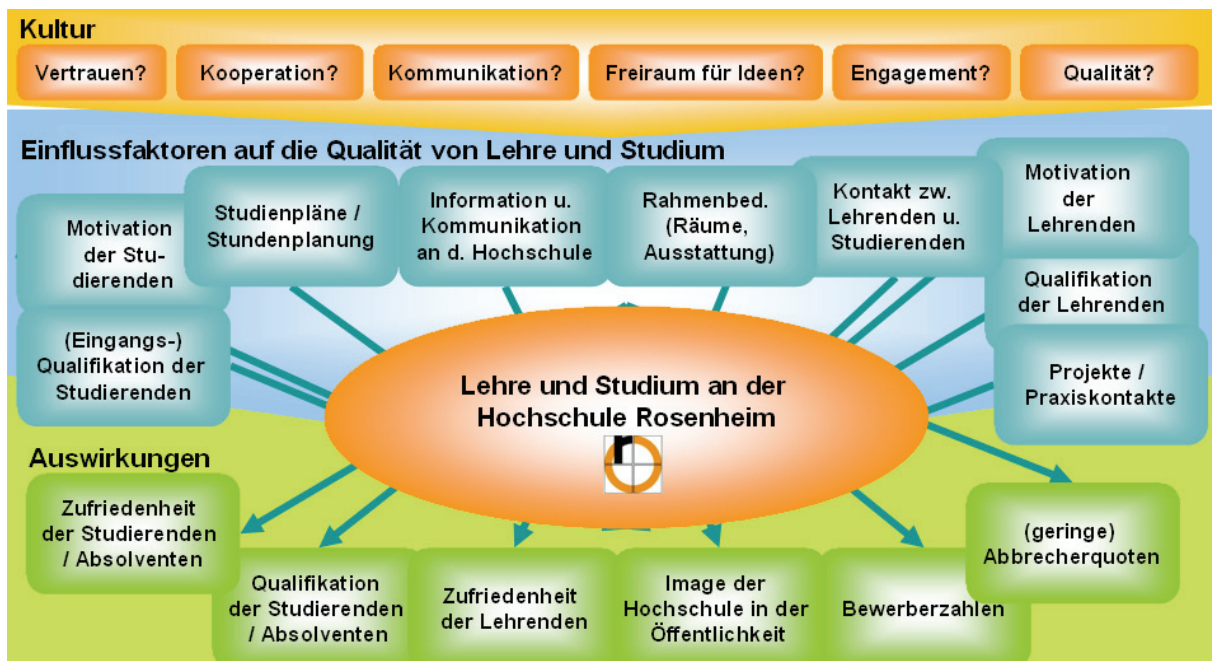 Kultur
Vertrauen?
Kooperation?
Kommunikation?
Freiraum für Ideen?
Engagement?
Qualität?
Einflussfaktoren auf die Qualität von Lehre und Studium
Motivation
der Stu-
dierenden
Studienpläne /
Stundenplanung
Information u.
Kommunikation
an d. Hochschule
Rahmenbed.
(Räume,
Ausstattung)
Kontakt zw.
Lehrenden u.
Studierenden
Motivation
der
Lehrenden
Qualifikation
der Lehrenden
(Eingangs-)
Qualifikation der
Studierenden
Projekte /
Praxiskontakte
Lehre und Studium an der
Hochschule Rosenheim
r
Auswirkungen
Zufriedenheit
der Studierenden
/ Absolventen
Qualifikation
der Studierenden
/ Absolventen
Zufriedenheit
der Lehrenden
Image der
Hochschule in der
Öffentlichkeit
Bewerberzahlen
(geringe)
Abbrecherquoten